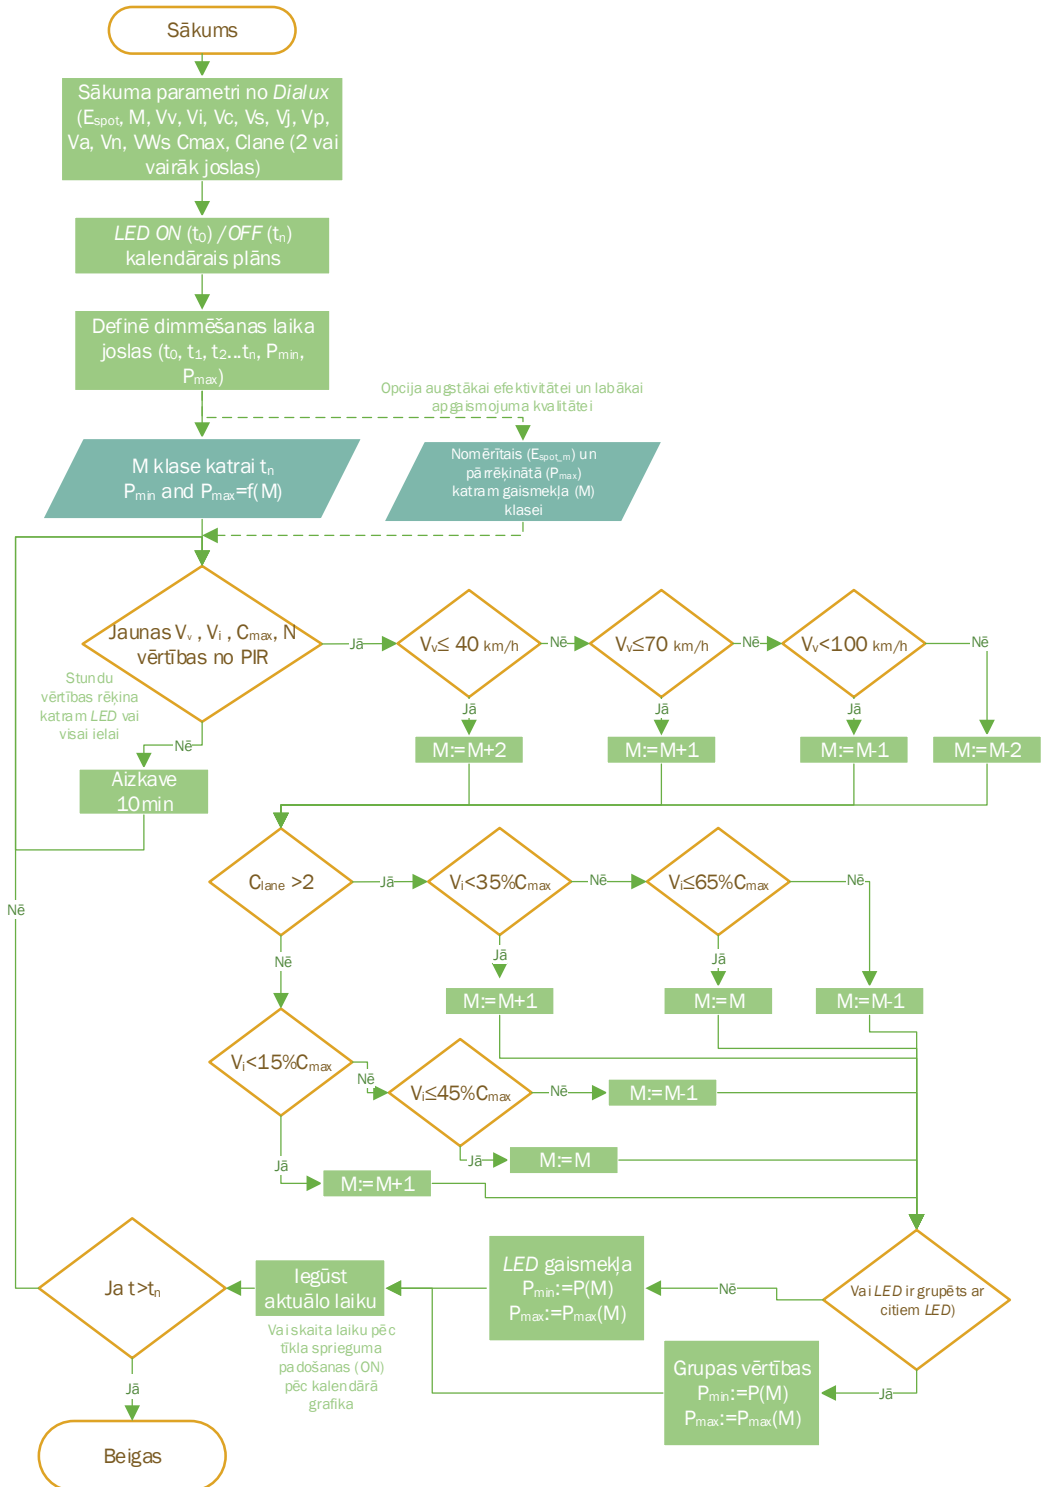 Sākums
Sākuma parametri no Dialux
(Espot, M, Vv, Vi, Vc, Vs, Vj, Vp,
Va, Vn, VWs Cmax, Clane (2 vai
vairāk joslas)
LED ON (t0) /OFF (tn)
kalendārais plāns
Definē dimmēšanas laika
joslas (t0, t1, t2...tn, Pmin,
Pmax)
Opcija augstākai efektivitātei un labākai
apgaismojuma kvalitātei
M klase katrai tn
Pmin and Pmax=f(M)
Nomērītais (Espot_m) un
pārrēķinātā (Pmax)
katram gaismekļa (M)
klasei
Jaunas Vv , Vi , Cmax, N
vērtības no PIR
Jā
Vv≤ 40 km/h
Nē
Vv≤70 km/h
Nē
Vv<100 km/h
Nē
Stundu
vērtības rēķina
katram LED vai
visai ielai
Nē
Aizkave
10min
Jā
Jā
Jā
M:=M+2
M:=M+1
M:=M-1
M:=M-2
Clane >2
Jā
Vi<35%Cmax
Nē
Vi≤65%Cmax
Nē
Nē
Nē
Jā
Jā
M:=M+1
M:=M
M:=M-1
Vi<15%Cmax
Nē
Vi≤45%Cmax
Nē
M:=M-1
Jā
M:=M
Jā
M:=M+1
Ja t>tn
Iegūst
aktuālo laiku
LED gaismekļa
Pmin:=P(M)
Pmax:=Pmax(M)
Nē
Vai LED ir grupēts ar
citiem LED)
Vai skaita laiku pēc
tīkla sprieguma
padošanas (ON)
pēc kalendārā
grafika
Grupas vērtības
Pmin:=P(M)
Pmax:=Pmax(M)
Jā
Jā
Beigas